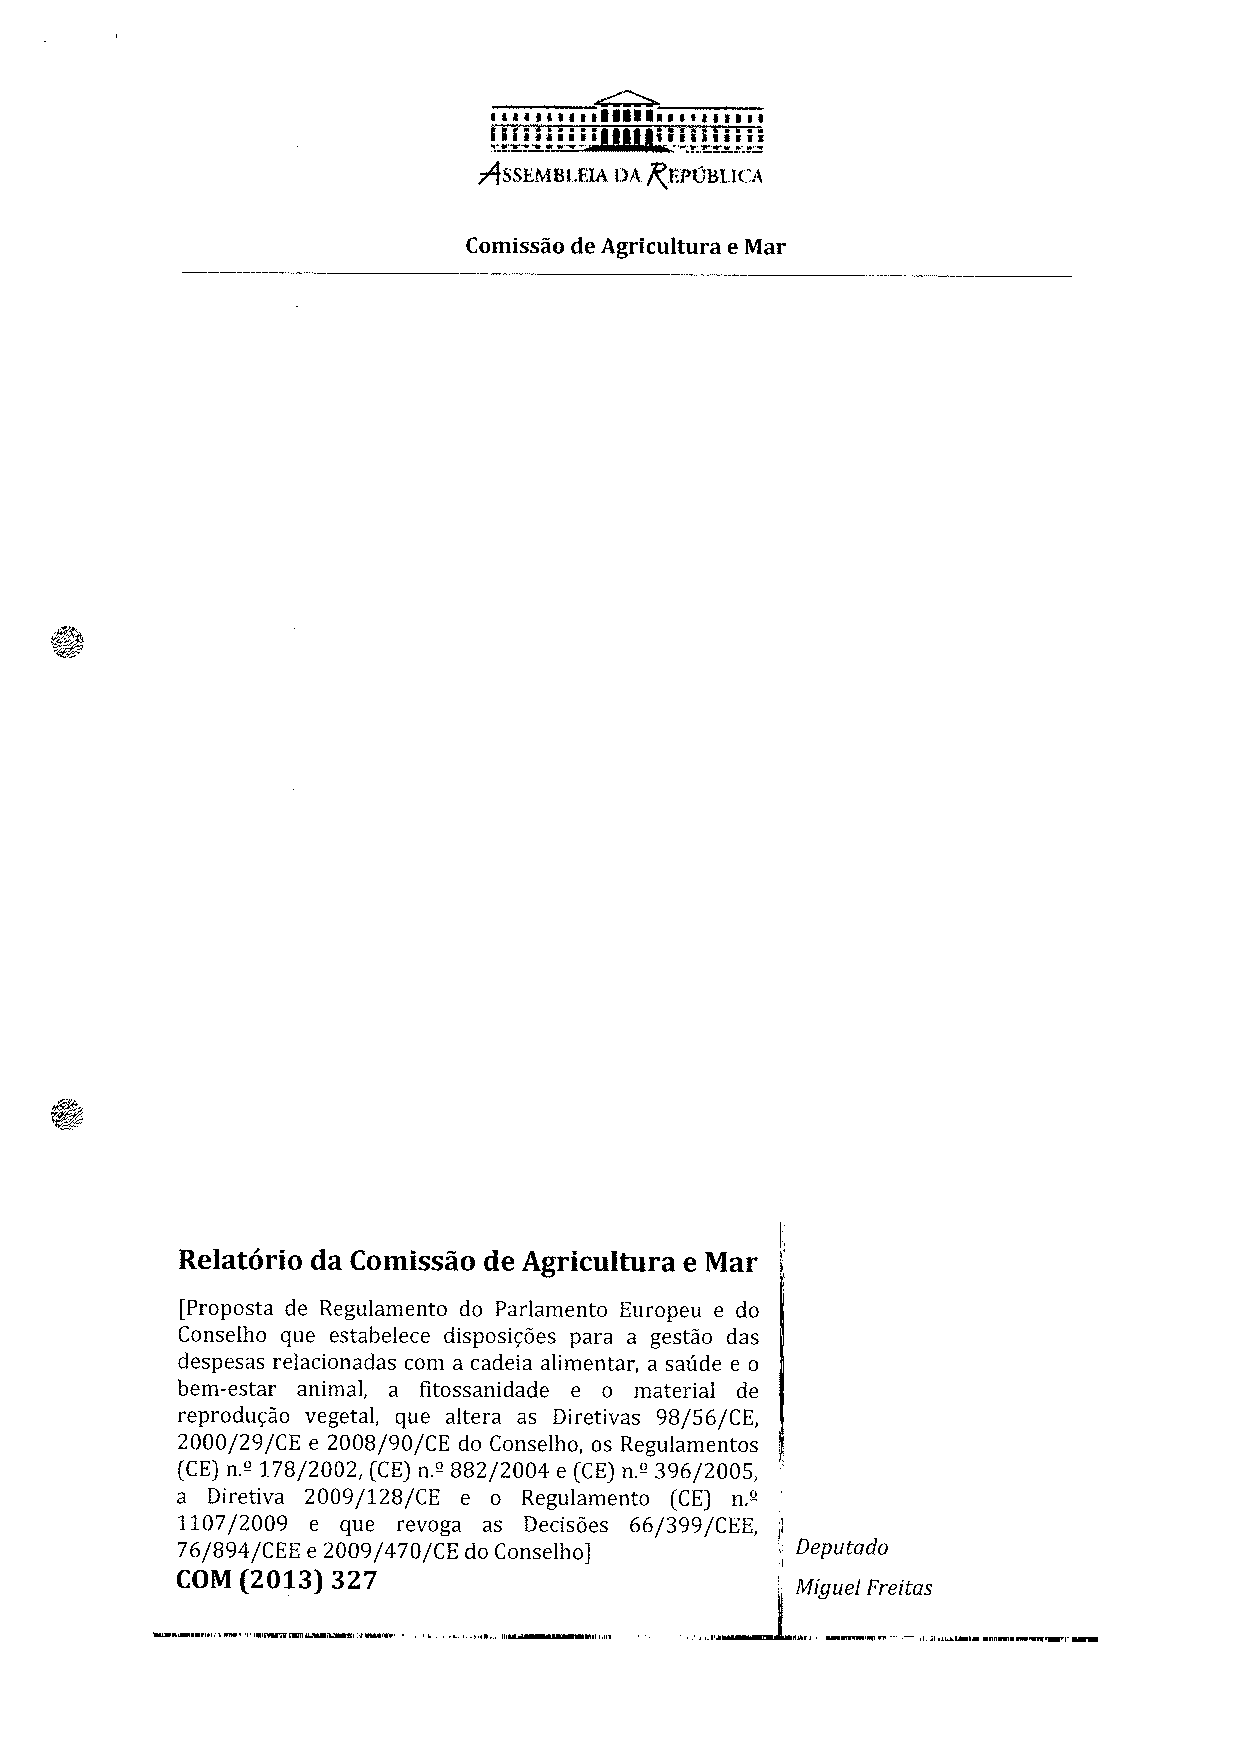 ASSEMBLEIA DA REPÚBLICA
Comissão de Agricultura e Mar
Relatório da Comissão de Agricultura e Mar
[Proposta de Regulamento do Parlamento Europeu e do
Conselho que estabelece disposições para a gestão das
despesas relacionadas com a cadeia alimentar, a saúde e o
bem-estar animal, a fitossanidade e o material de
reprodução vegetal, que altera as Diretivas 98/56/CE,
2000/29/CE e 2008/90/CE do Conselho, os Regulamentos
(CE) n.º 178/2002, (CE) n.º 882/2004 e (CE) n.º 396/2005,
a Diretiva 2009/128/CE e o Regulamento (CE) n.º
1107/2009 e que revoga as Decisões 66/399/CEE,
76/894/CEE e 2009/470/CE do Conselho]
COM (2013) 327
Deputado
Miguel Freitas